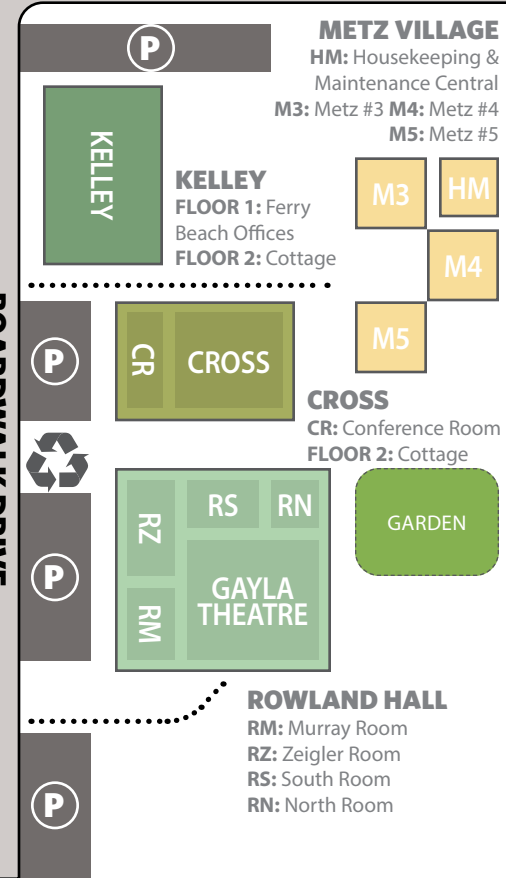 METZ VILLAGE
HM: Housekeeping &
Maintenance Central
M3: Metz #3 M4: Metz #4
M5: Metz #5
P
KELLEY
KELLEY
FLOOR 1: Ferry
Beach Offices
FLOOR 2: Cottage
M3
HM
M4
M5
P
CR
CROSS
CROSS
CR: Conference Room
FLOOR 2: Cottage
BOARDWALK DRIVE
P
RZ
RS
RN
RM
GAYLA
THEATRE
GARDEN
ROWLAND HALL
RM: Murray Room
RZ: Zeigler Room
RS: South Room
RN: North Room
P